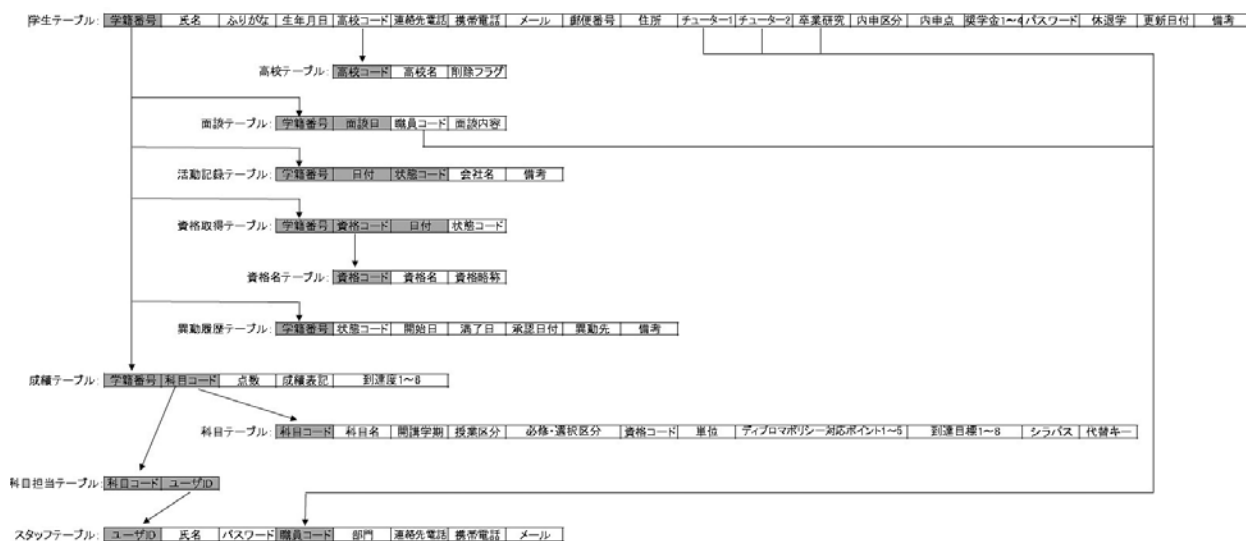 学生テーブル: 学籍番号 氏名 ふりがな 生年月日 高校コード 連絡先電話 携帯電話 メール 郵便番号 住所 チューター1 チューター2 卒業研究 内申区分 内申点 奨学金1～4 パスワード 休退学 更新日付 備考
高校テーブル: 高校コード 高校名 削除フラグ
面談テーブル: 学籍番号 面談日 職員コード 面談内容
活動記録テーブル: 学籍番号 日付 状態コード 会社名 備考
資格取得テーブル: 学籍番号 資格コード 日付 状態コード
資格名テーブル: 資格コード 資格名 資格略称
異動履歴テーブル: 学籍番号 状態コード 開始日 満了日 承認日付 異動先 備考
成績テーブル: 学籍番号 科目コード 点数 成績表記 到達度1～6
科目テーブル: 科目コード 科目名 開講学期 授業区分 必修・選択区分 資格コード 単位 ディプロマポリシー対応ポイント1～5 到達目標1～8 シラバス 代替キー
科目担当テーブル: 科目コード ユーザID
スタッフテーブル: ユーザID 氏名 パスワード 職員コード 部門 連絡先電話 携帯電話 メール